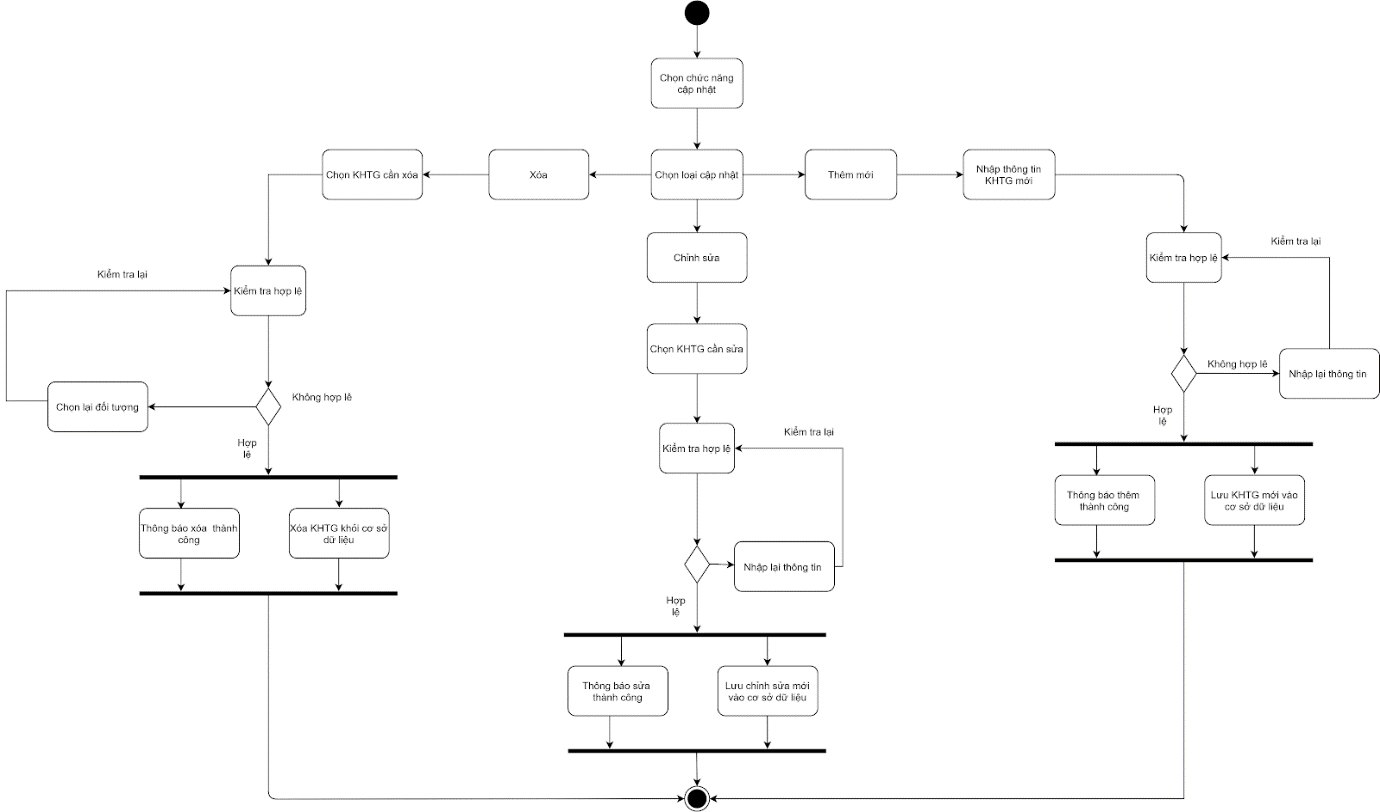 Chọn chức năng
cập nhật
Chọn KHTG cần xóa
Xóa
Chọn loại cập nhật
Thêm mới
Nhập thông tin
KHTG mới
Chỉnh sửa
Kiểm tra hợp lệ
Kiểm tra lại
Kiểm tra lại
Kiểm tra hợp lệ
Chọn KHTG cần sửa
Không hợp lê
Nhập lại thông tin
Chọn lại đối tượng
Không hợp lê
Hợp
lệ
Hợp
lệ
Kiểm tra hợp lệ
Kiểm tra lại
Thông báo thêm
thành công
Lưu KHTG mới vào
cơ sở dữ liệu
Thông báo xóa  thành
công
Xóa KHTG khỏi cơ sở
dữ liệu
Nhập lại thông tin
Hợp
lệ
Thông báo sửa
thành công
Lưu chỉnh sửa mới
vào cơ sở dữ liệu